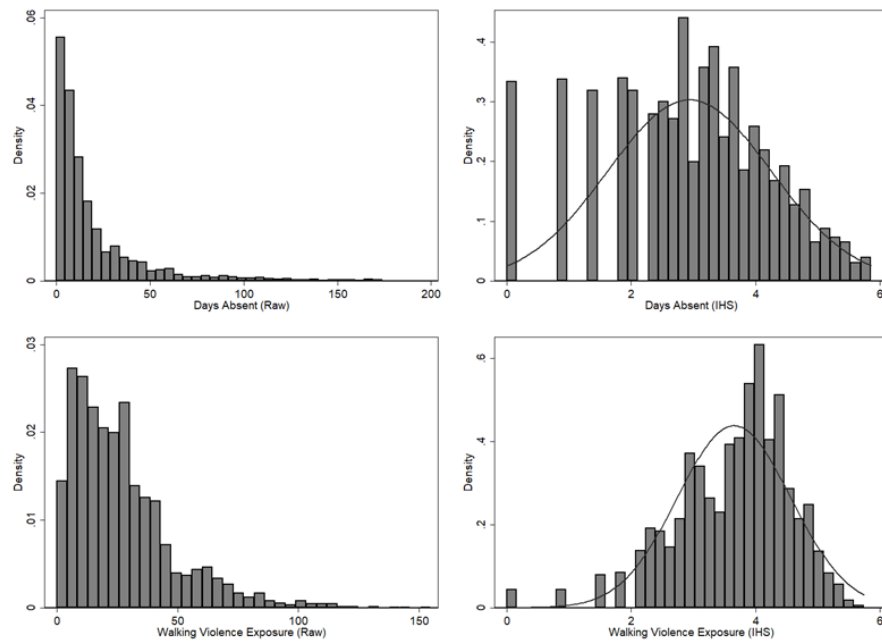 Density
.06
.04
.02
0
0 50 100 150 200
Days Absent (Raw)
Density
.4
.3
.2
.1
0
0 2 4 6
Days Absent (IHS)
Density
.03
.02
.01
0
0 50 100 150
Walking Violence Exposure (Raw)
Density
.6
.4
.2
0
0 2 4 6
Walking Violence Exposure (IHS)